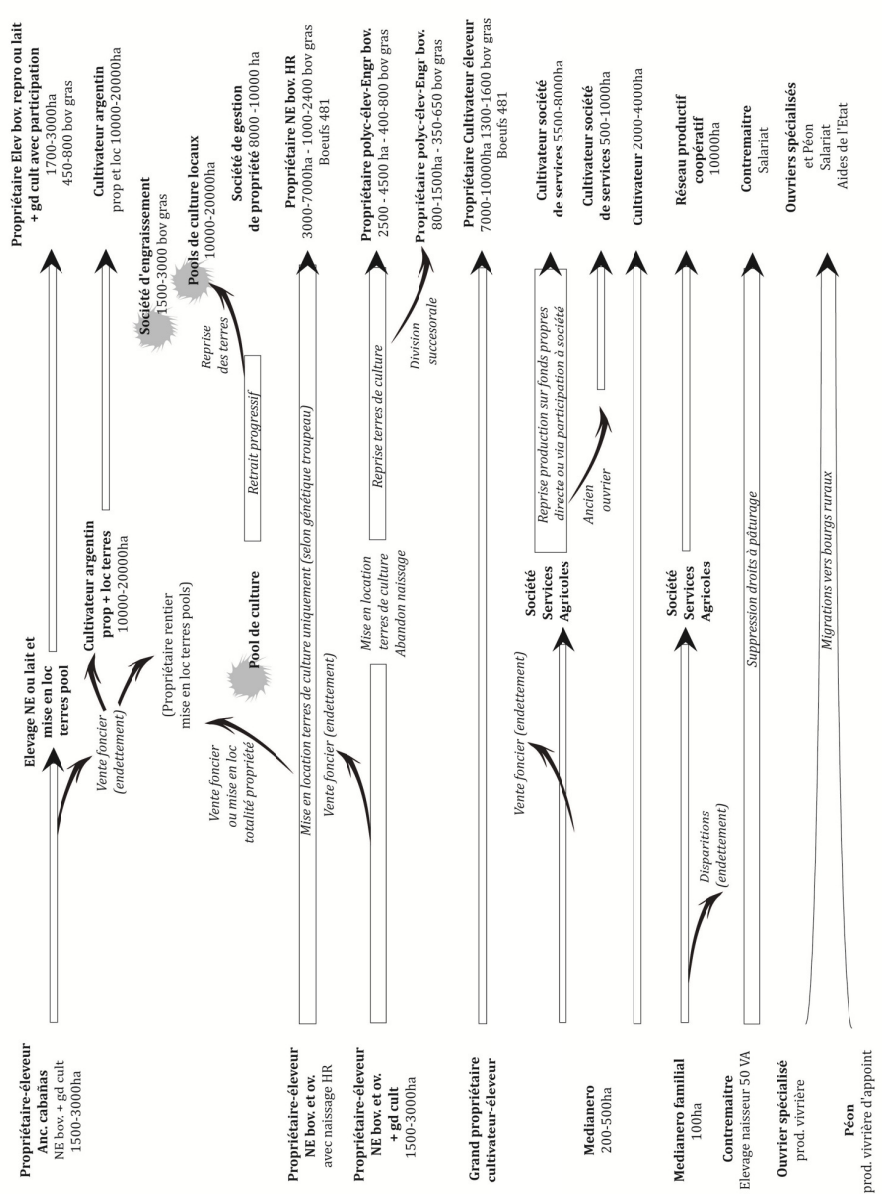 Propriétaire-éleveur
Anc. cabañas
NE bov. + gd cult
1500-3000ha
Elevage NE ou lait et
mise en loc
terres pool
Propriétaire Elev bov. repro ou lait
+ gd cult avec participation
1700-3000ha
450-800 bov gras
Vente foncier
(endettement)
Cultivateur argentin
prop + loc terres
10000-20000ha
Cultivateur argentin
prop et loc 10000-20000ha
(Propriétaire rentier
mise en loc terres pools)
Société d'engraissement
1500-3000 bov gras
Pools de culture locaux
10000-20000ha
Reprise
des terres
Vente foncier
ou mise en loc
totalité propriété
Pool de culture
Retrait progressif
Société de gestion
de propriété 8000 -10000 ha
Propriétaire-éleveur
NE bov. et ov.
avec naissage HR
Mise en location terres de culture uniquement (selon génétique troupeau)
Propriétaire NE bov. HR
3000-7000ha - 1000-2400 bov gras
Boeufs 481
Vente foncier (endettement)
Propriétaire-éleveur
NE bov. et ov.
+ gd cult
1500-3000ha
Mise en location
terres de culture
Abandon naissage
Reprise terres de culture
Propriétaire polyc-élev-Engr bov.
2500 - 4500 ha - 400-800 bov gras
Division
succesorale
Propriétaire polyc-élev-Engr bov.
800-1500ha - 350-650 bov gras
Grand propriétaire
cultivateur-éleveur
Propriétaire Cultivateur éleveur
7000-10000ha 1300-1600 bov gras
Boeufs 481
Vente foncier (endettement)
Medianero
200-500ha
Société
Services
Agricoles
Reprise production sur fonds propres
directe ou via participation à société
Cultivateur société
de services 5500-8000ha
Ancien
ouvrier
Cultivateur société
de services 500-1000ha
Cultivateur 2000-4000ha
Medianero familial
100ha
Disparitions
(endettement)
Société
Services
Agricoles
Réseau productif
coopératif
10000ha
Contremaitre
Elevage naisseur 50 VA
Suppression droits à pâturage
Contremaitre
Salariat
Ouvrier spécialisé
prod. vivrière
Péon
prod. vivrière d'appoint
Migrations vers bourgs ruraux
Ouvriers spécialisés
et Péon
Salariat
Aides de l'Etat